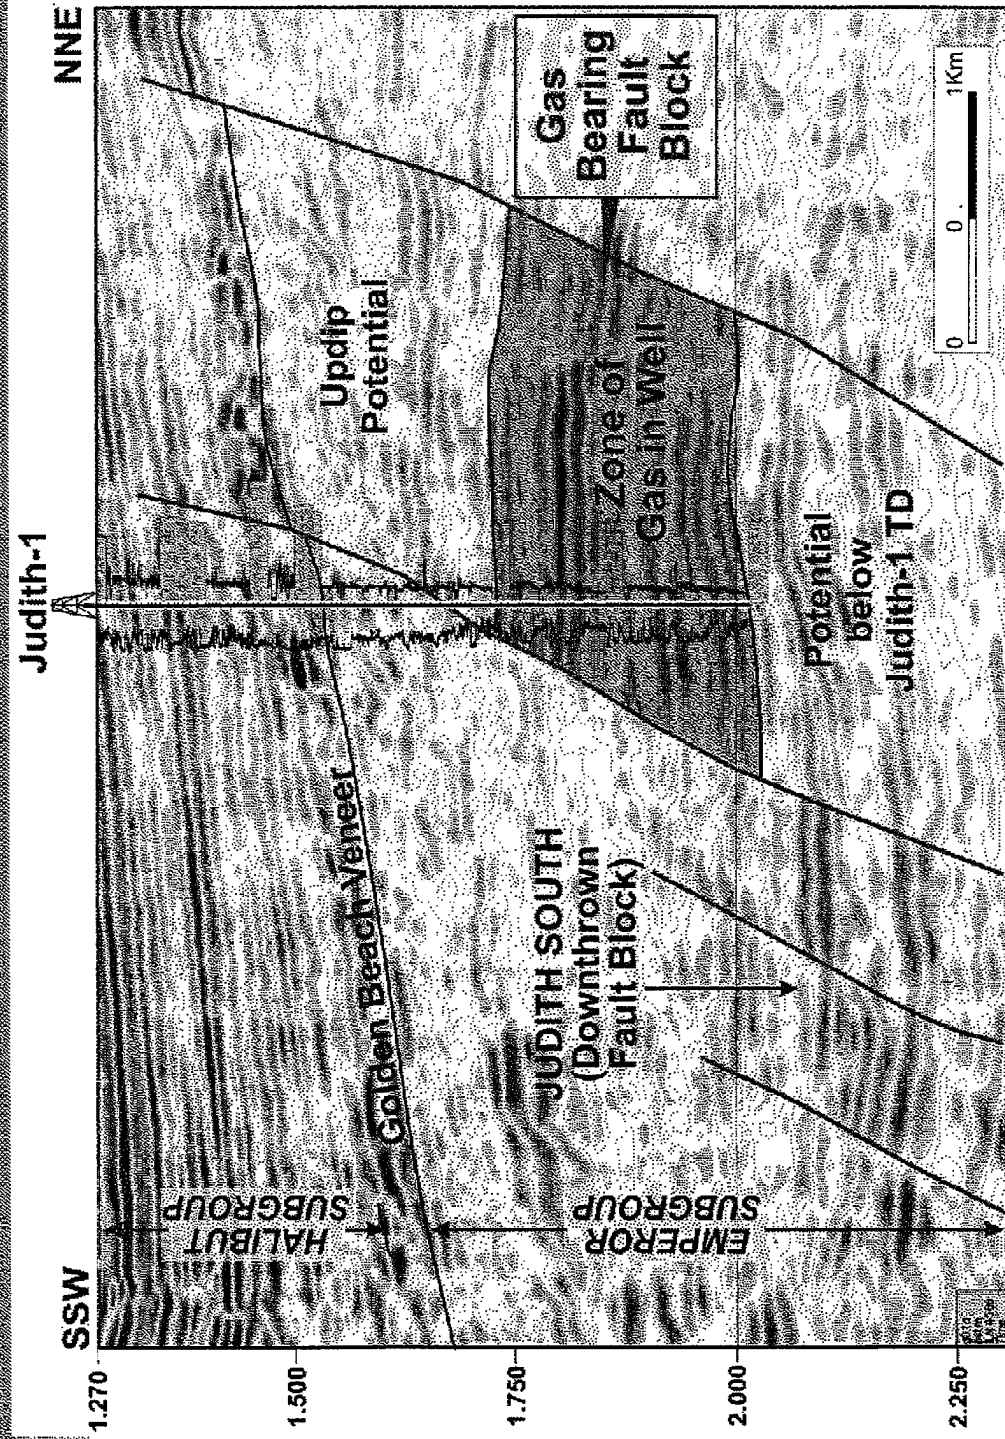 Judith-1
SSW
NNE
1.270
1.500
1.750
2.000
2.250
HALIBUT
SUBGROUP
EMPEROR
SUBGROUP
Golden Beach Veneer
JUDITH SOUTH
(Downthrown
Fault Block)
Updip
Potential
Zone of
Gas in Well
Gas
Bearing
Fault
Block
Potential
below
Judith-1 TD
0
0
1Km